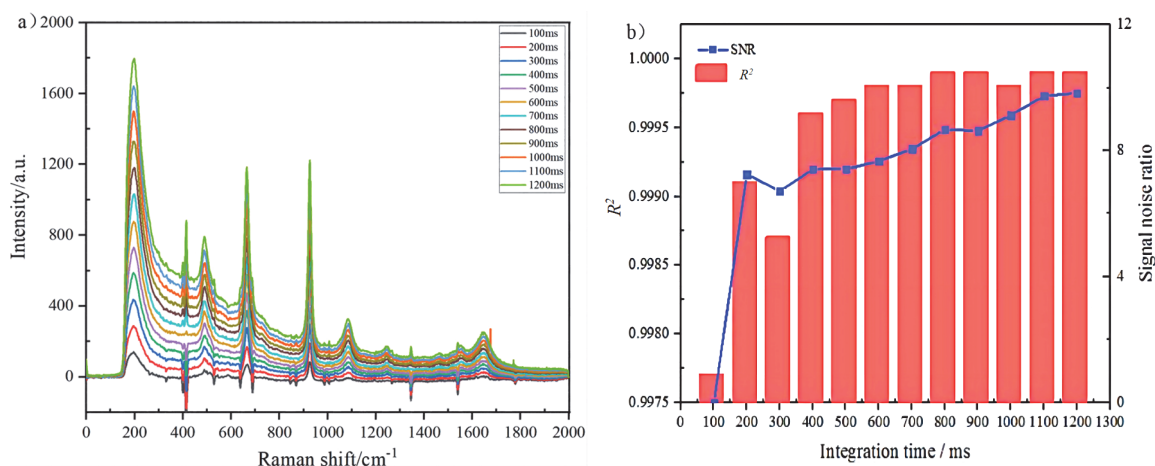 a)
2000
1600
1200
800
400
0
Intensity/a.u.
0 200 400 600 800 1000 1200 1400 1600 1800 2000
Raman shift/cm⁻¹
100ms
200ms
300ms
400ms
500ms
600ms
700ms
800ms
900ms
1000ms
1100ms
1200ms
b)
SNR
R²
1.0000
0.9995
0.9990
0.9985
0.9980
0.9975
R²
12
8
4
0
Signal noise ratio
100 200 300 400 500 600 700 800 900 1000 1100 1200 1300
Integration time / ms